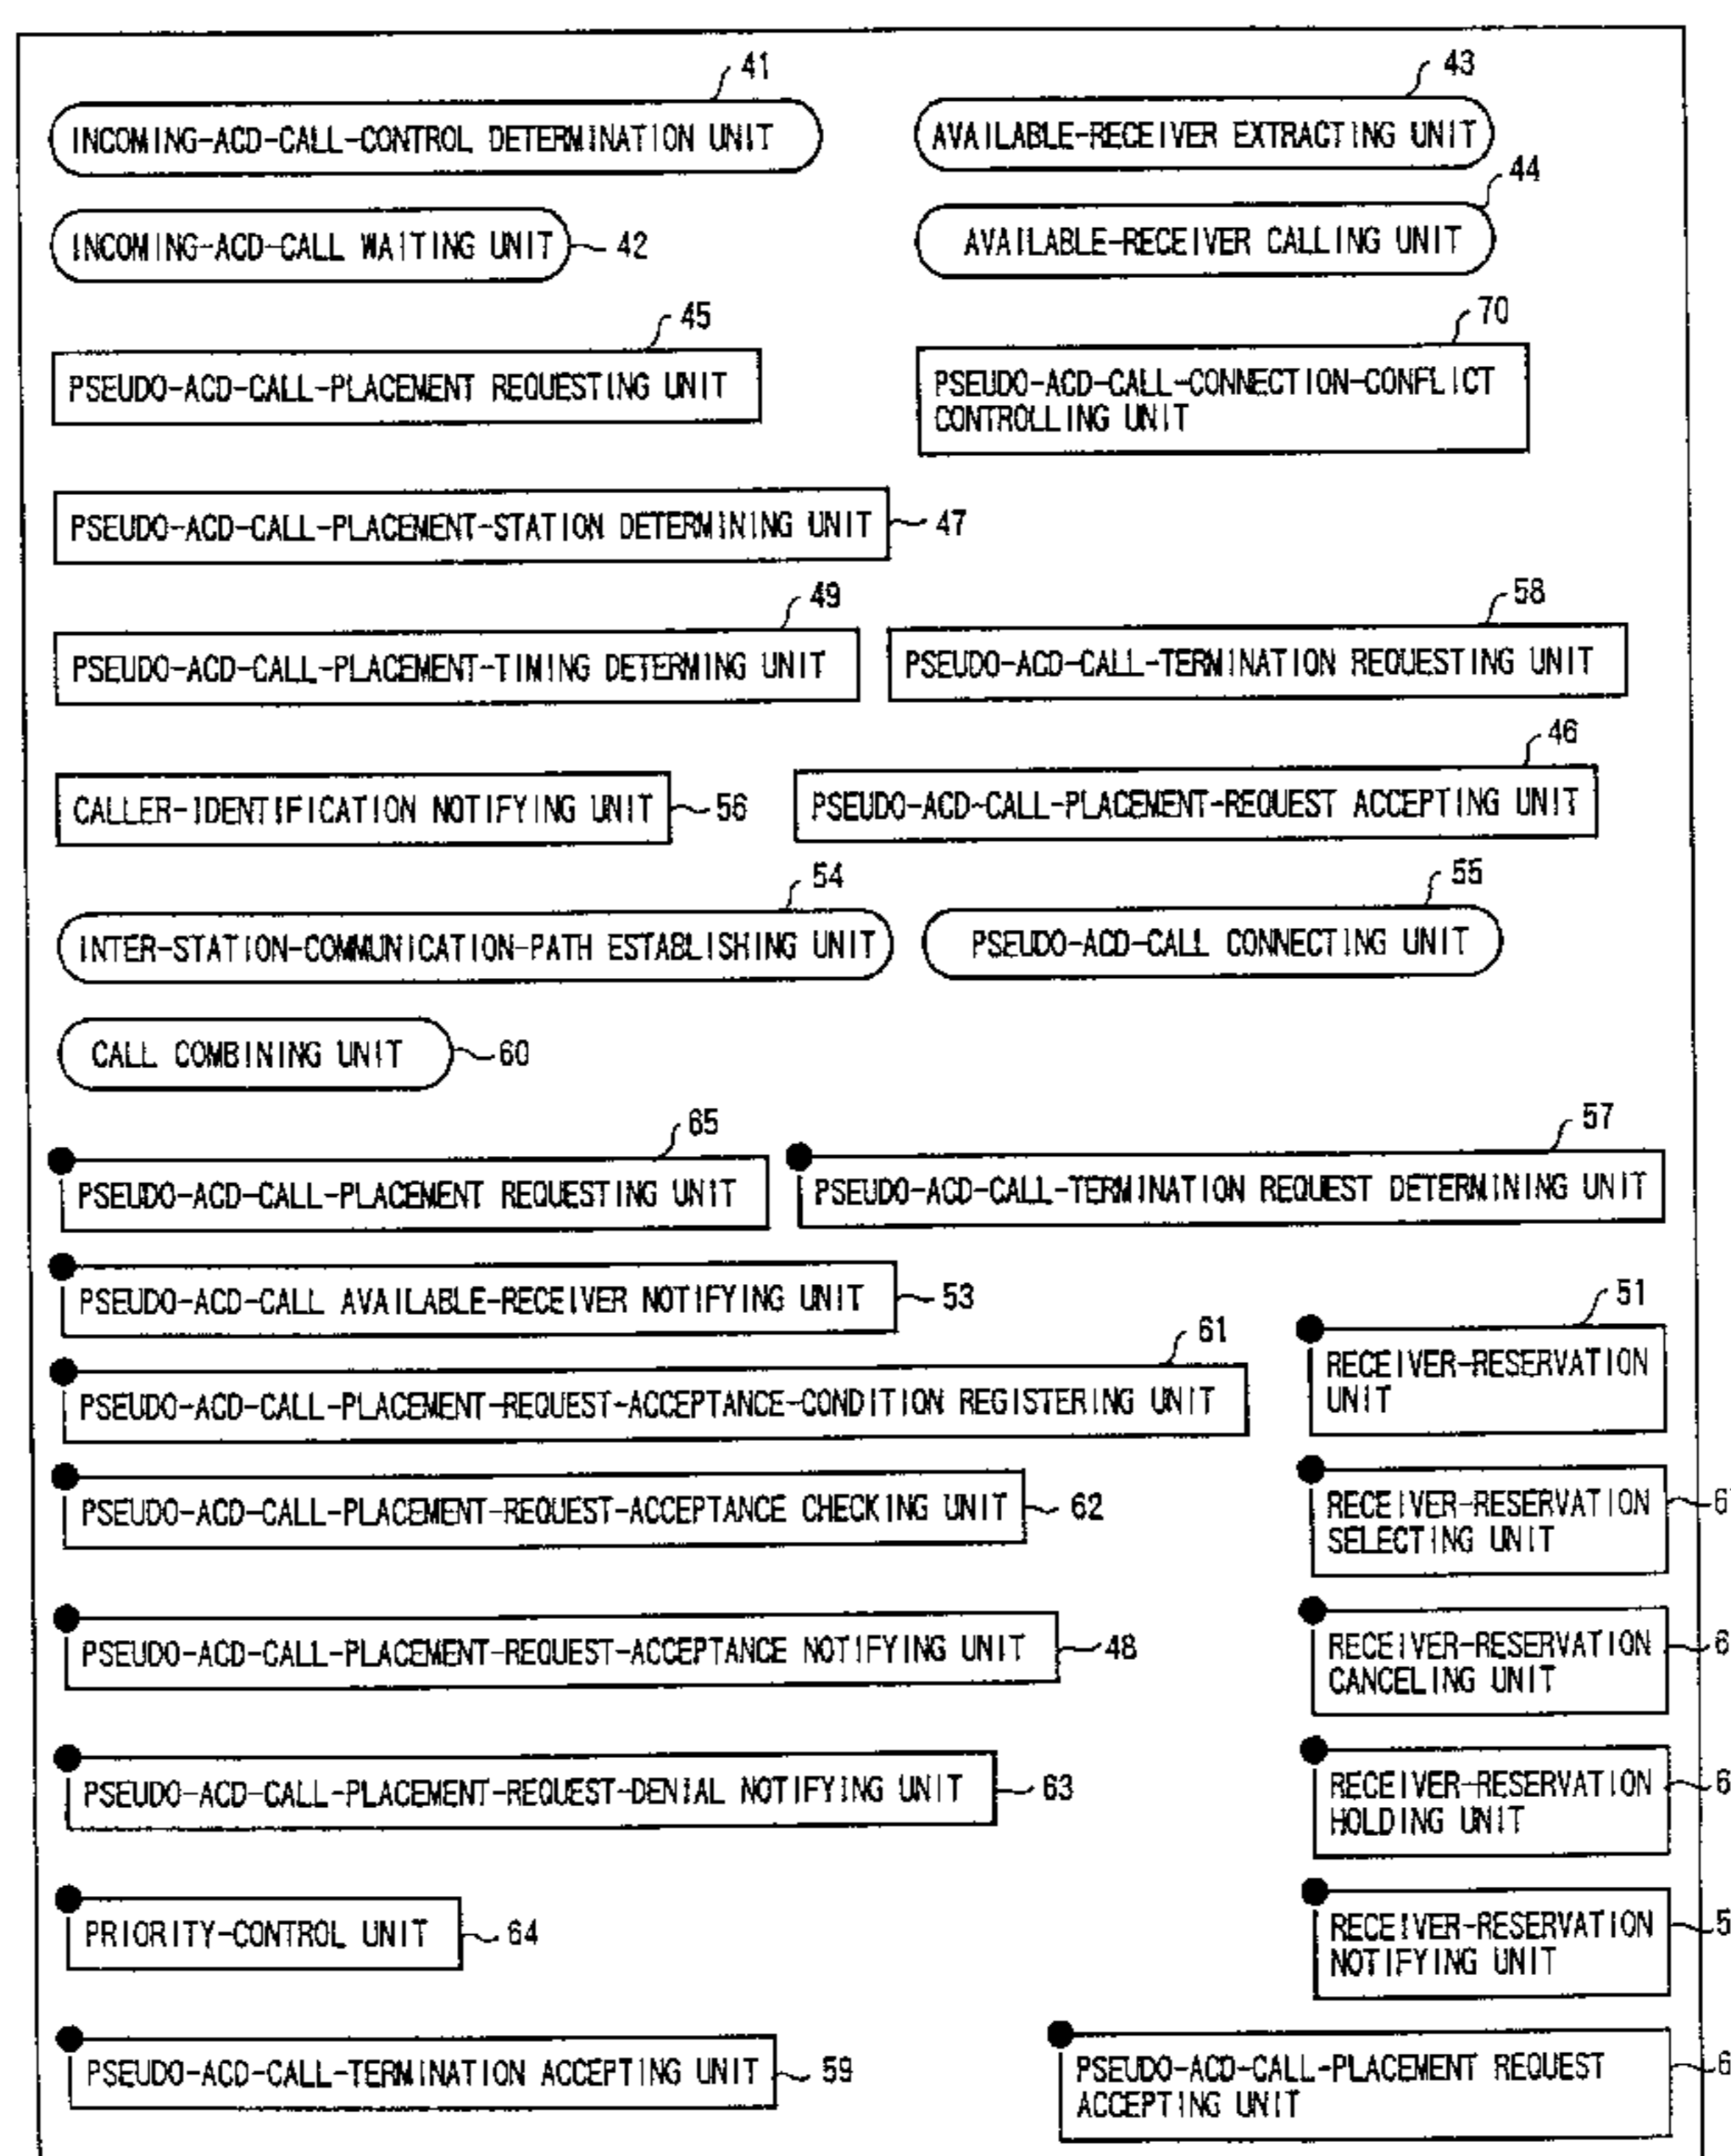 41
INCOMING-ACD-CALL-CONTROL DETERMINATION UNIT
43
AVAILABLE-RECEIVER EXTRACTING UNIT
INCOMING-ACD-CALL WAITING UNIT
42
44
AVAILABLE-RECEIVER CALLING UNIT
45
PSEUDO-ACD-CALL-PLACEMENT REQUESTING UNIT
70
PSEUDO-ACD-CALL-CONNECTION-CONFLICT
CONTROLLING UNIT
PSEUDO-ACD-CALL-PLACEMENT-STATION DETERMINING UNIT
47
49
PSEUDO-ACD-CALL-PLACEMENT-TIMING DETERMING UNIT
58
PSEUDO-ACD-CALL-TERMINATION REQUESTING UNIT
CALLER-IDENTIFICATION NOTIFYING UNIT
56
46
PSEUDO-ACD-CALL-PLACEMENT-REQUEST ACCEPTING UNIT
54
INTER-STATION-COMMUNICATION-PATH ESTABLISHING UNIT
55
PSEUDO-ACD-CALL CONNECTING UNIT
CALL COMBINING UNIT
60
65
PSEUDO-ACD-CALL-PLACEMENT REQUESTING UNIT
57
PSEUDO-ACD-CALL-TERMINATION REQUEST DETERMINING UNIT
PSEUDO-ACD-CALL AVAILABLE-RECEIVER NOTIFYING UNIT
53
61
PSEUDO-ACD-CALL-PLACEMENT-REQUEST-ACCEPTANCE-CONDITION REGISTERING UNIT
51
RECEIVER-RESERVATION
UNIT
PSEUDO-ACD-CALL-PLACEMENT-REQUEST-ACCEPTANCE CHECKING UNIT
62
RECEIVER-RESERVATION
SELECTING UNIT
PSEUDO-ACD-CALL-PLACEMENT-REQUEST-ACCEPTANCE NOTIFYING UNIT
48
RECEIVER-RESERVATION
CANCELING UNIT
PSEUDO-ACD-CALL-PLACEMENT-REQUEST-DENIAL NOTIFYING UNIT
63
RECEIVER-RESERVATION
HOLDING UNIT
PRIORITY-CONTROL UNIT
64
RECEIVER-RESERVATION
NOTIFYING UNIT
PSEUDO-ACD-CALL-TERMINATION ACCEPTING UNIT
59
PSEUDO-ACD-CALL-PLACEMENT REQUEST
ACCEPTING UNIT